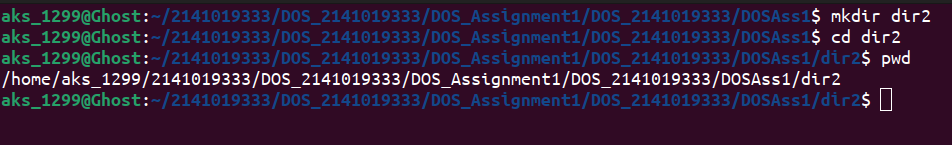 aks_1299@Ghost:~/2141019333/DOS_2141019333/DOS_Assignment1/DOS_2141019333/DOSAss1$ mkdir dir2
aks_1299@Ghost:~/2141019333/DOS_2141019333/DOS_Assignment1/DOS_2141019333/DOSAss1$ cd dir2
aks_1299@Ghost:~/2141019333/DOS_2141019333/DOS_Assignment1/DOS_2141019333/DOSAss1/dir2$ pwd
/home/aks_1299/2141019333/DOS_2141019333/DOS_Assignment1/DOS_2141019333/DOSAss1/dir2
aks_1299@Ghost:~/2141019333/DOS_2141019333/DOS_Assignment1/DOS_2141019333/DOSAss1/dir2$